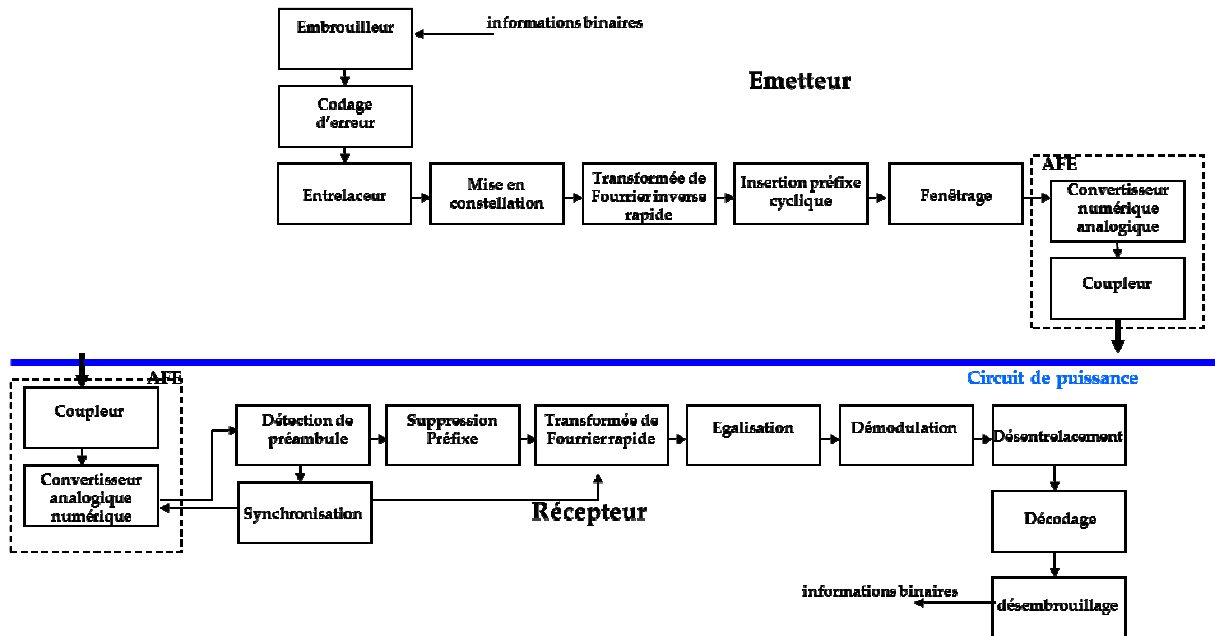 Embrouilleur
informations binaires
Emetteur
Codage
d'erreur
Entrelaceur
Mise en
constellation
Transformée de
Fourrier inverse
rapide
Insertion préfixe
cyclique
Fenêtrage
AFE
Convertisseur
numérique
analogique
Coupleur
Circuit de puissance
AFE
Coupleur
Convertisseur
analogique
numérique
Détection de
préambule
Suppression
Préfixe
Transformée de
Fourrier rapide
Egalisation
Démodulation
Désentrelacement
Synchronisation
Récepteur
Décodage
informations binaires
désembrouillage